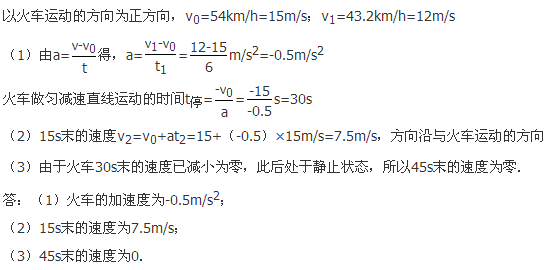 以火车运动的方向为正方向，v₀=54km/h=15m/s；v₁=43.2km/h=12m/s
（1）由a=(v-v₀)/t得，a=(v₁-v₀)/t₁=(12-15)/6m/s²=-0.5m/s²
火车做匀减速直线运动的时间t停=-v₀/a=-15/-0.5s=30s
（2）15s末的速度v₂=v₀+at₂=15+（-0.5）×15m/s=7.5m/s，方向沿与火车运动的方向
（3）由于火车30s末的速度已减小为零，此后处于静止状态，所以45s末的速度为零．
答：（1）火车的加速度为-0.5m/s²；
（2）15s末的速度为7.5m/s；
（3）45s末的速度为0．